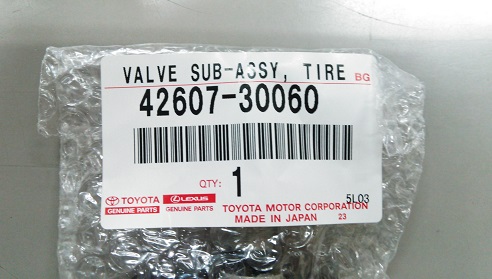 VALVE SUB-ASSY, TIRE BG
42607-30060
QTY: 1
5L03
TOYOTA LEXUS TOYOTA MOTOR CORPORATION
GENUINE PARTS GENUINE PARTS MADE IN JAPAN 23